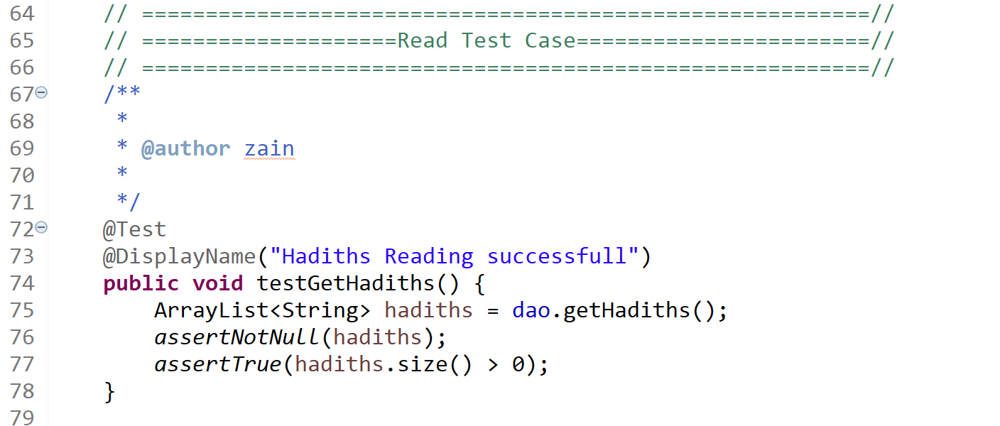 64 // =========================================================//
65 // ====================Read Test Case=======================//
66 // =========================================================//
67 /**
68 *
69 * @author zain
70 *
71 */
72 @Test
73 @DisplayName("Hadiths Reading successfull")
74 public void testGetHadiths() {
75 ArrayList<String> hadiths = dao.getHadiths();
76 assertNotNull(hadiths);
77 assertTrue(hadiths.size() > 0);
78 }
79